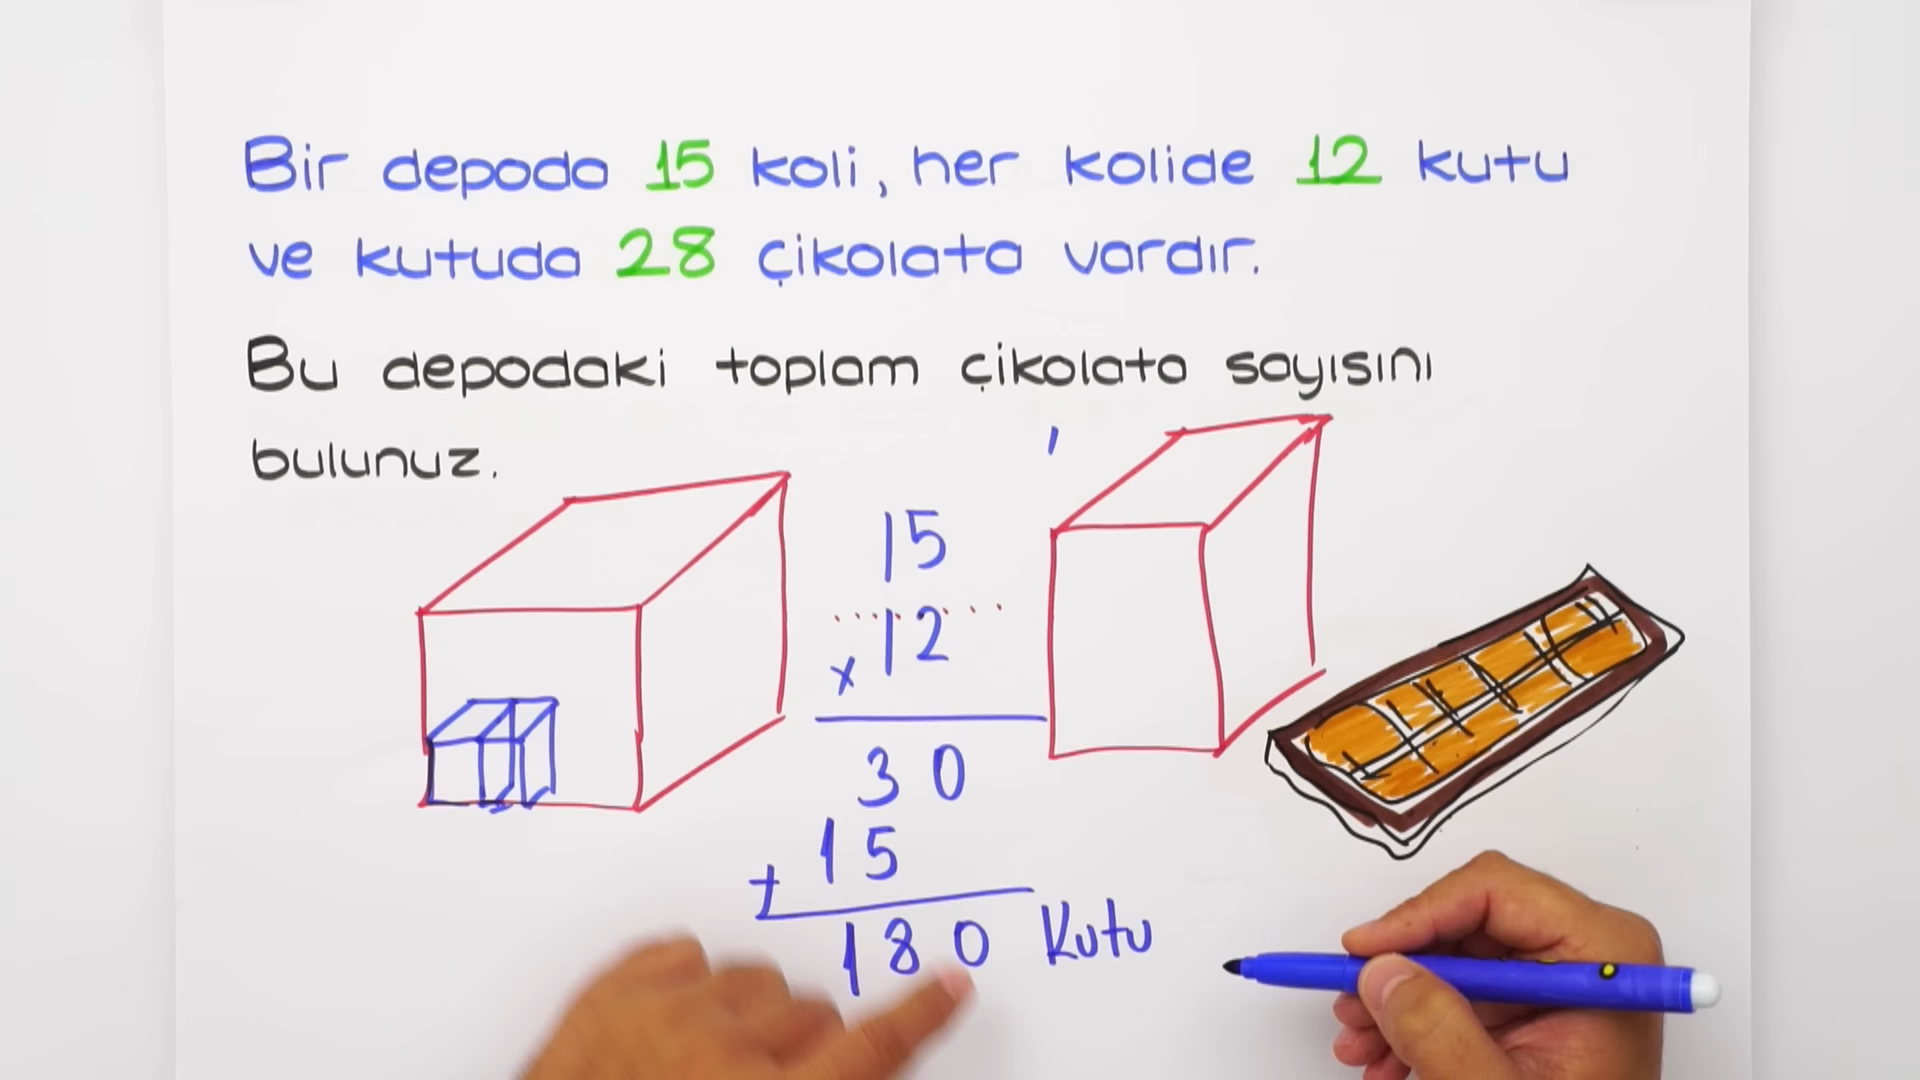 Bir depoda 15 koli, her kolide 12 kutu
ve kutuda 28 çikolata vardır.
Bu depodaki toplam çikolata sayısını
bulunuz.
15
x 12
30
+ 15
180 Kutu